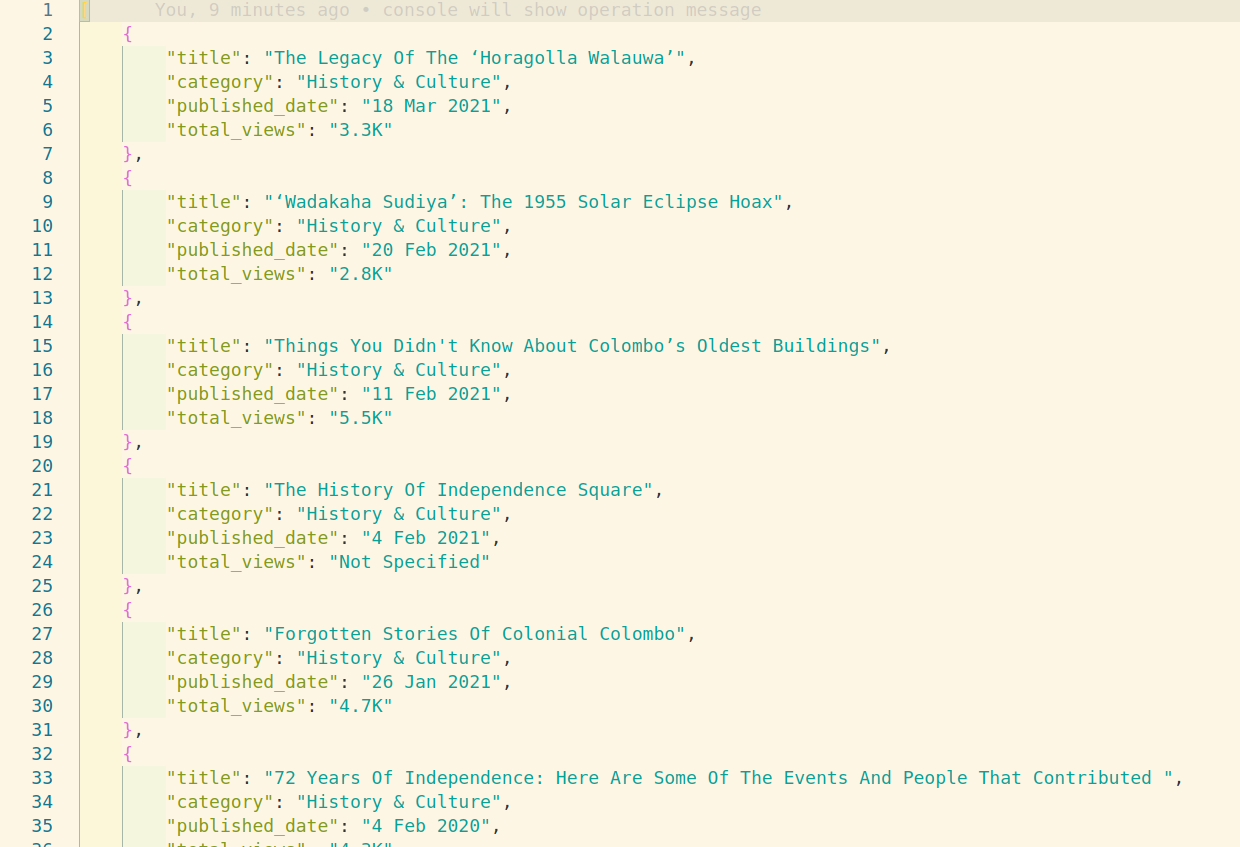 1 [ You, 9 minutes ago • console will show operation message
2 {
3 "title": "The Legacy Of The ‘Horagolla Walauwa’",
4 "category": "History & Culture",
5 "published_date": "18 Mar 2021",
6 "total_views": "3.3K"
7 },
8 {
9 "title": "‘Wadakaha Sudiya’: The 1955 Solar Eclipse Hoax",
10 "category": "History & Culture",
11 "published_date": "20 Feb 2021",
12 "total_views": "2.8K"
13 },
14 {
15 "title": "Things You Didn't Know About Colombo’s Oldest Buildings",
16 "category": "History & Culture",
17 "published_date": "11 Feb 2021",
18 "total_views": "5.5K"
19 },
20 {
21 "title": "The History Of Independence Square",
22 "category": "History & Culture",
23 "published_date": "4 Feb 2021",
24 "total_views": "Not Specified"
25 },
26 {
27 "title": "Forgotten Stories Of Colonial Colombo",
28 "category": "History & Culture",
29 "published_date": "26 Jan 2021",
30 "total_views": "4.7K"
31 },
32 {
33 "title": "72 Years Of Independence: Here Are Some Of The Events And People That Contributed ",
34 "category": "History & Culture",
35 "published_date": "4 Feb 2020",
36 "total_views":